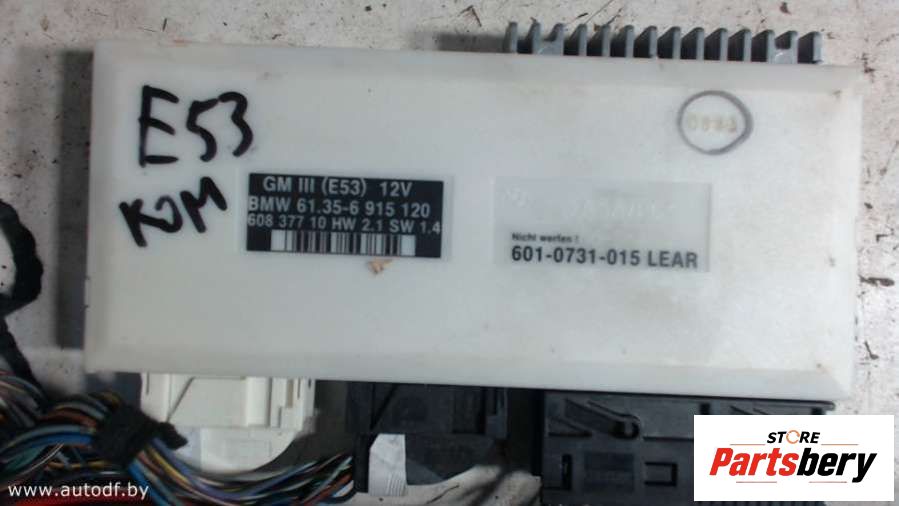 E53
КОМ
GM III (E53) 12V
BMW 61.35-6 915 120
608 377 10 HW 2.1 SW 1.4
Nicht werfen !
601-0731-015 LEAR
www.autodf.by
STORE
Partsbery